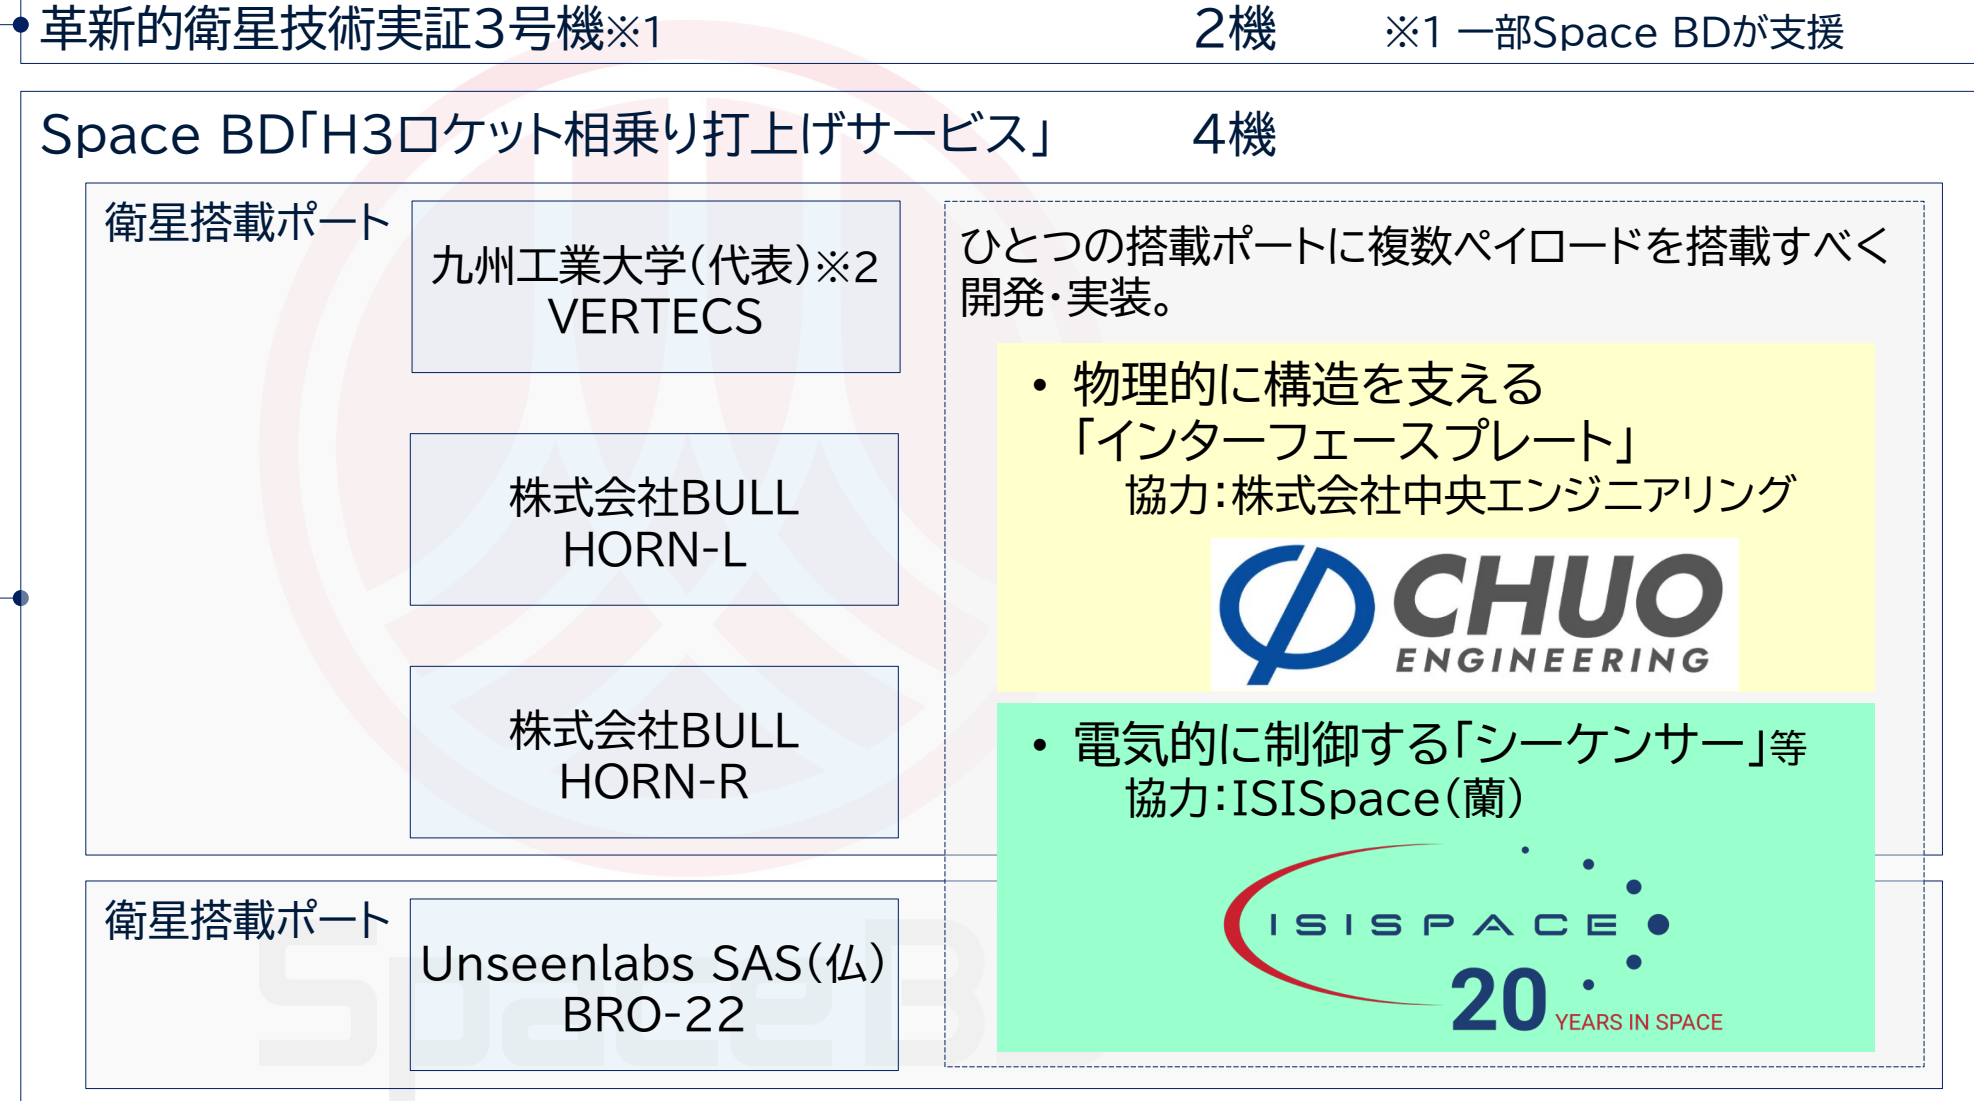 革新的衛星技術実証3号機※1 2機 ※1 一部Space BDが支援
Space BD「H3ロケット相乗り打上げサービス」 4機
衛星搭載ポート
九州工業大学(代表)※2
VERTECS
株式会社BULL
HORN-L
株式会社BULL
HORN-R
ひとつの搭載ポートに複数ペイロードを搭載すべく
開発・実装。
• 物理的に構造を支える
「インターフェースプレート」
協力：株式会社中央エンジニアリング
CHUO
ENGINEERING
• 電気的に制御する「シーケンサー」等
協力：ISISpace(蘭)
ISISPACE
20 YEARS IN SPACE
衛星搭載ポート
Unseenlabs SAS(仏)
BRO-22
Space B